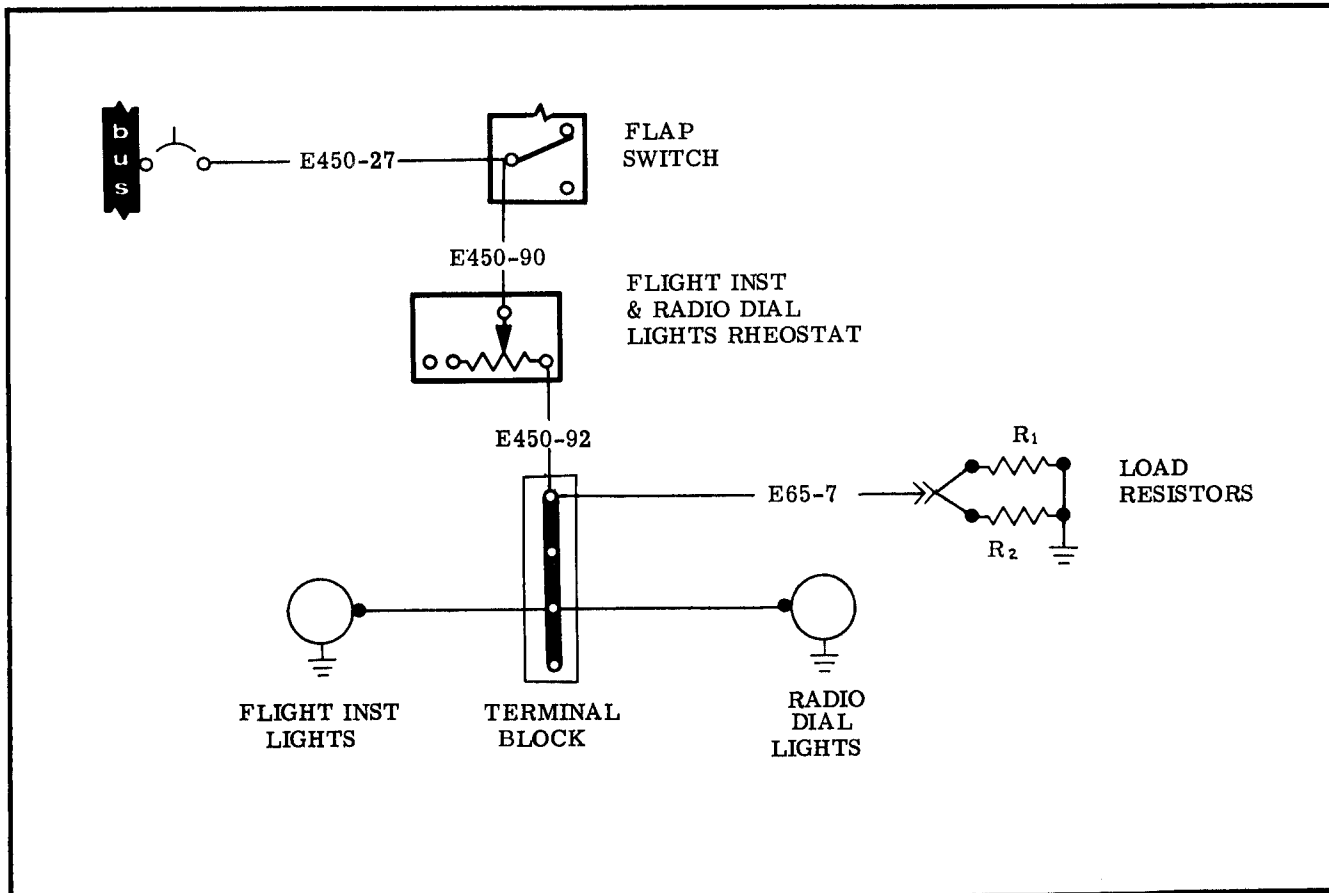 bus
E450-27
FLAP
SWITCH
E450-90
FLIGHT INST
& RADIO DIAL
LIGHTS RHEOSTAT
E450-92
R₁
E65-7
LOAD
RESISTORS
R₂
FLIGHT INST
LIGHTS
TERMINAL
BLOCK
RADIO
DIAL
LIGHTS